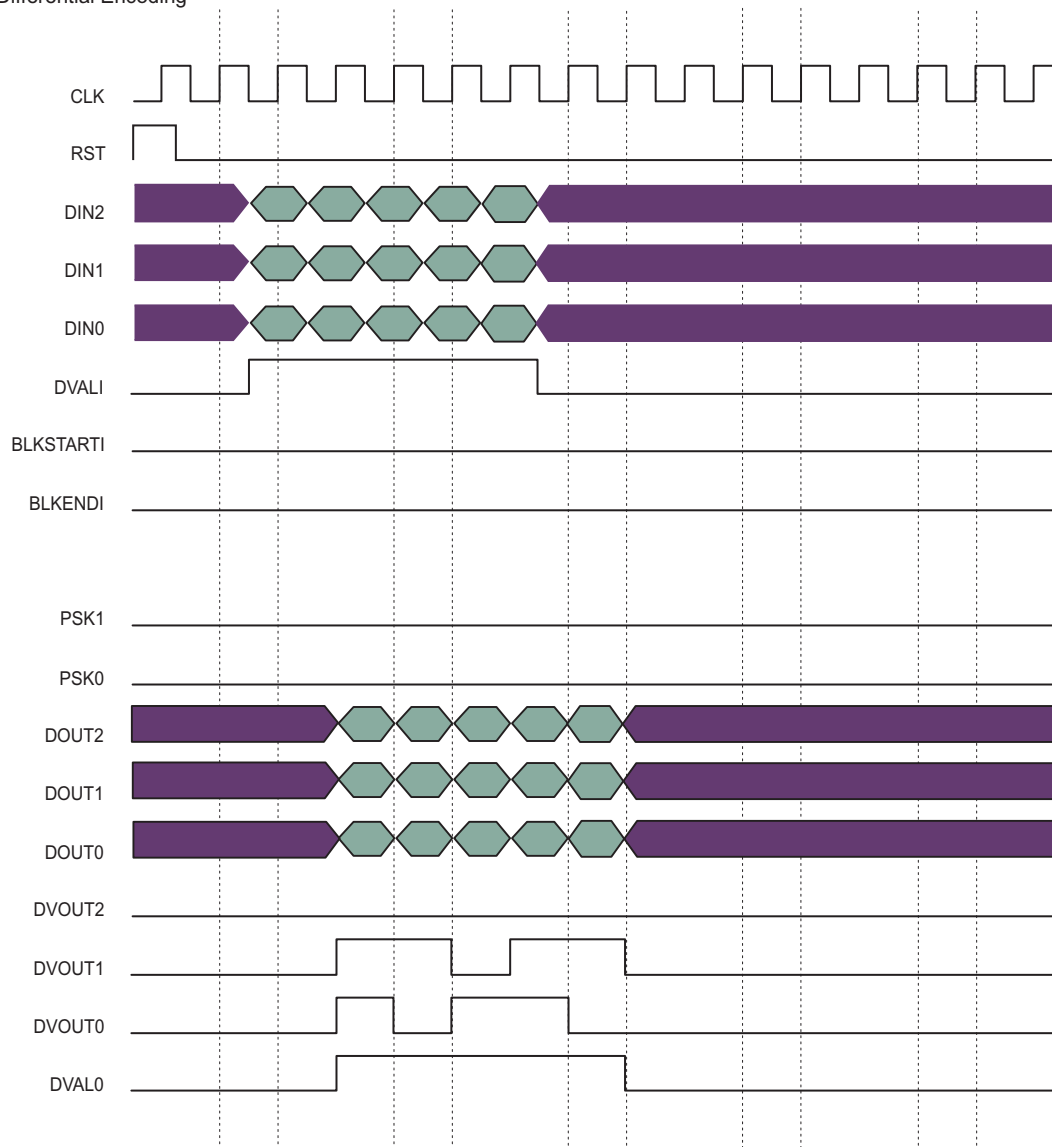 Differential Encoding
CLK
RST
DIN2
DIN1
DIN0
DVALI
BLKSTARTI
BLKENDI
PSK1
PSK0
DOUT2
DOUT1
DOUT0
DVOUT2
DVOUT1
DVOUT0
DVAL0